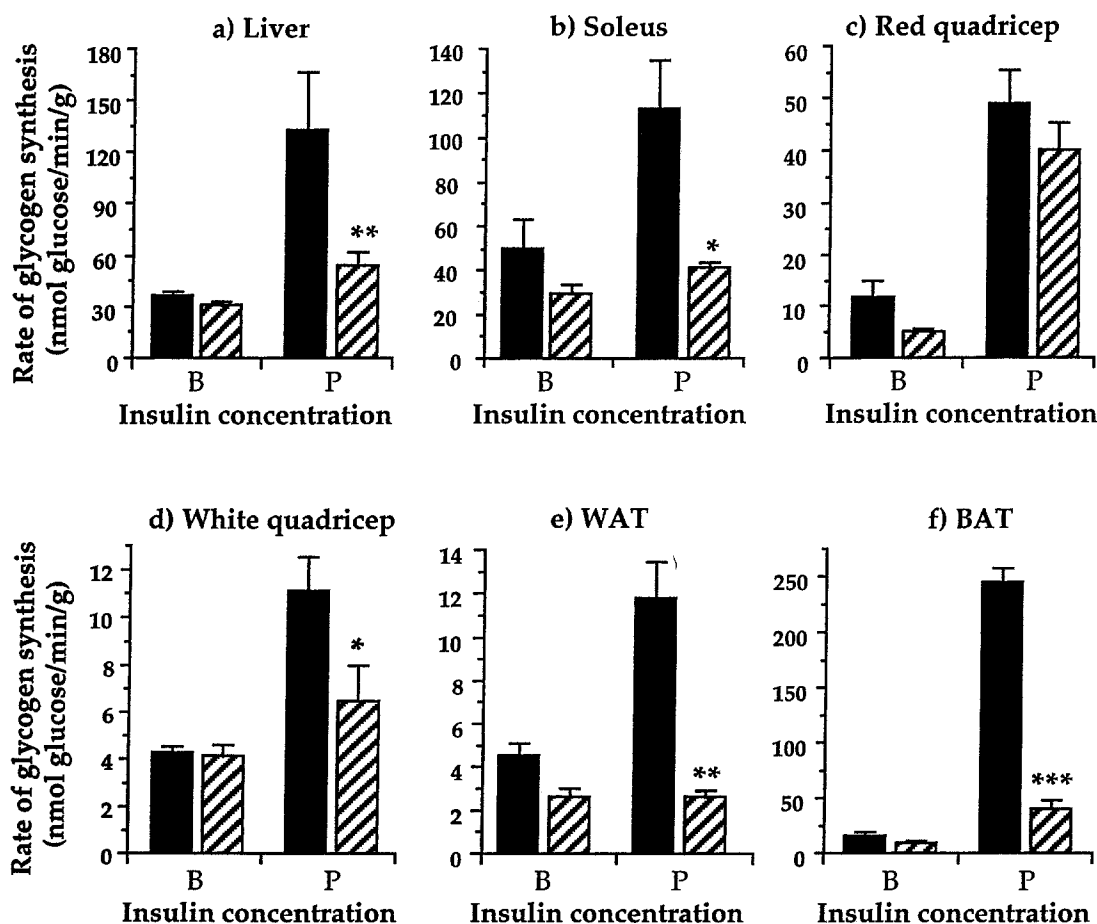 a) Liver
b) Soleus
c) Red quadricep
Rate of glycogen synthesis
(nmol glucose/min/g)
180
150
120
90
60
30
0
**
B P
Insulin concentration
140
120
100
80
60
40
20
0
*
B P
Insulin concentration
60
50
40
30
20
10
0
B P
Insulin concentration
d) White quadricep
e) WAT
f) BAT
Rate of glycogen synthesis
(nmol glucose/min/g)
12
10
8
6
4
2
0
*
B P
Insulin concentration
14
12
10
8
6
4
2
0
**
B P
Insulin concentration
250
200
150
100
50
0
***
B P
Insulin concentration